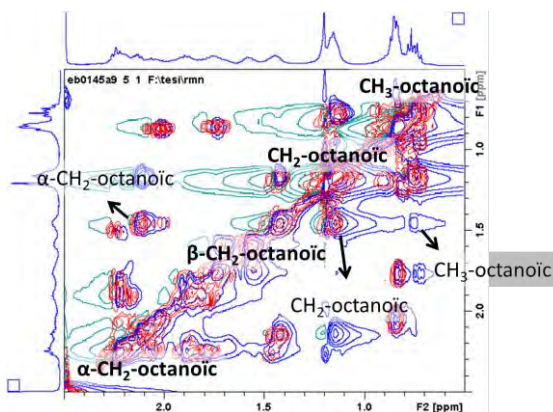 eb0145a9 5 1 F:\tesi\rmn
CH₃-octanoïc
F1 [ppm]
CH₂-octanoïc
1.0
α-CH₂-octanoïc
1.5
β-CH₂-octanoïc
CH₃-octanoïc
CH₂-octanoïc
2.0
α-CH₂-octanoïc
2.0 1.5 1.0 F2 [ppm]